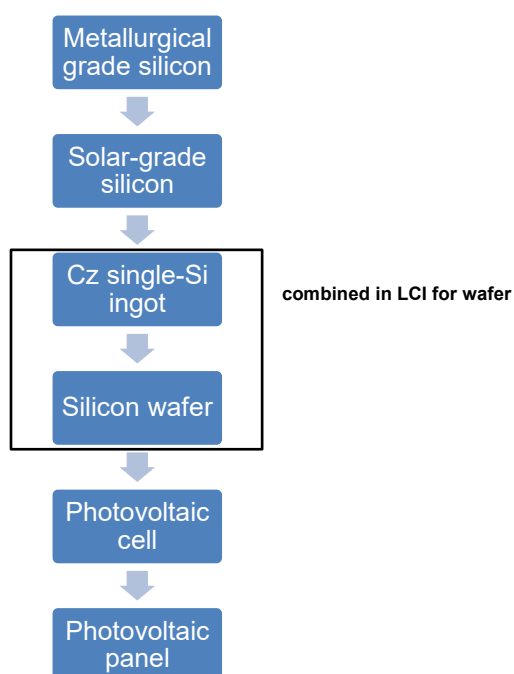 Metallurgical
grade silicon
Solar-grade
silicon
Cz single-Si
ingot
combined in LCI for wafer
Silicon wafer
Photovoltaic
cell
Photovoltaic
panel